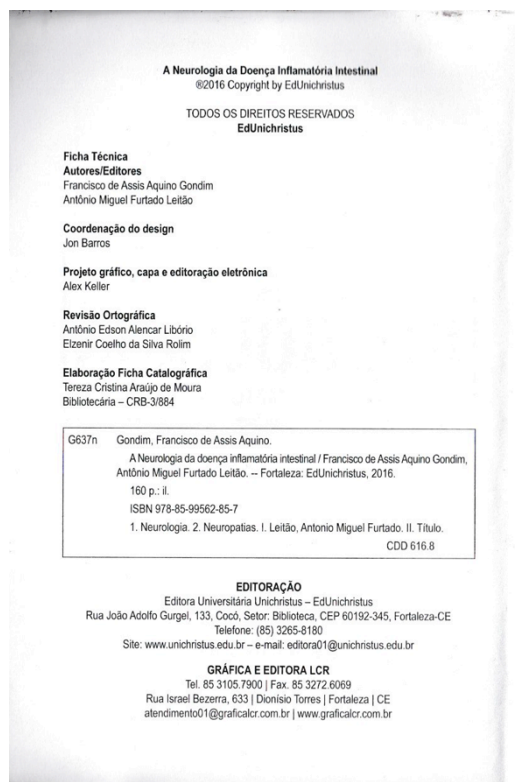 A Neurologia da Doença Inflamatória Intestinal
®2016 Copyright by EdUnichristus
TODOS OS DIREITOS RESERVADOS
EdUnichristus
Ficha Técnica
Autores/Editores
Francisco de Assis Aquino Gondim
Antônio Miguel Furtado Leitão
Coordenação do design
Jon Barros
Projeto gráfico, capa e editoração eletrônica
Alex Keller
Revisão Ortográfica
Antônio Edson Alencar Libório
Elzenir Coelho da Silva Rolim
Elaboração Ficha Catalográfica
Tereza Cristina Araújo de Moura
Bibliotecária – CRB-3/884
G637n Gondim, Francisco de Assis Aquino.
A Neurologia da doença inflamatória intestinal / Francisco de Assis Aquino Gondim,
Antônio Miguel Furtado Leitão. -- Fortaleza: EdUnichristus, 2016.
160 p.: il.
ISBN 978-85-99562-85-7
1. Neurologia. 2. Neuropatias. I. Leitão, Antonio Miguel Furtado. II. Título.
CDD 616.8
EDITORAÇÃO
Editora Universitária Unichristus – EdUnichristus
Rua João Adolfo Gurgel, 133, Cocó, Setor: Biblioteca, CEP 60192-345, Fortaleza-CE
Telefone: (85) 3265-8180
Site: www.unichristus.edu.br – e-mail: editora01@unichristus.edu.br
GRÁFICA E EDITORA LCR
Tel. 85 3105.7900 | Fax. 85 3272.6069
Rua Israel Bezerra, 633 | Dionísio Torres | Fortaleza | CE
atendimento01@graficalcr.com.br | www.graficalcr.com.br